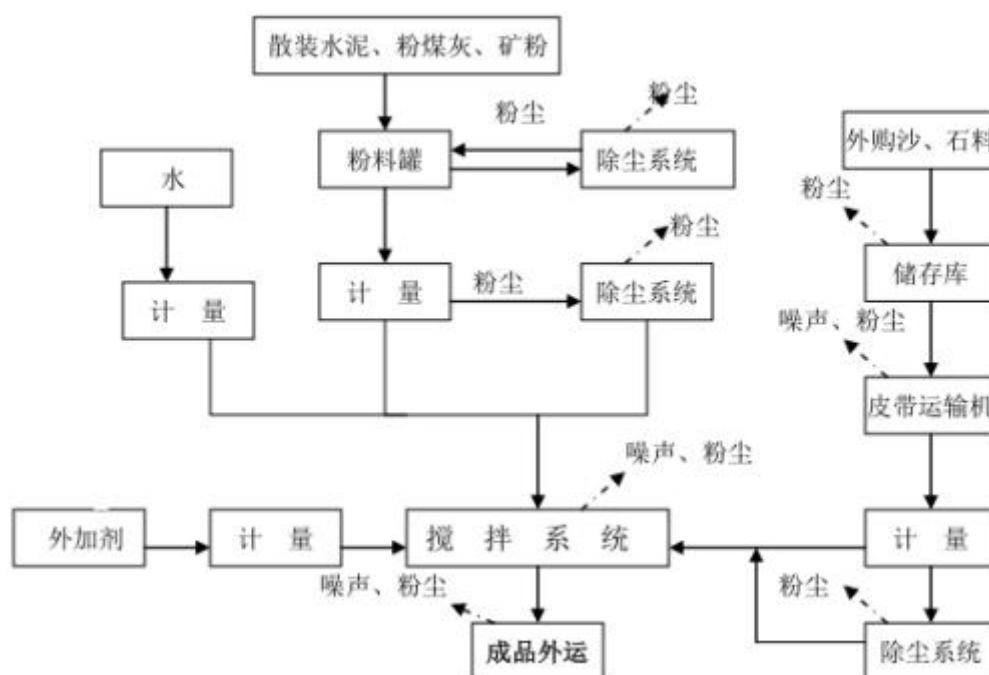 散装水泥、粉煤灰、矿粉
粉尘
粉尘
外购沙、石料
粉料罐
除尘系统
水
粉尘
粉尘
储存库
计 量
粉尘
除尘系统
计 量
噪声、粉尘
皮带运输机
噪声、粉尘
外加剂
计 量
搅 拌 系 统
计 量
噪声、粉尘
粉尘
成品外运
除尘系统